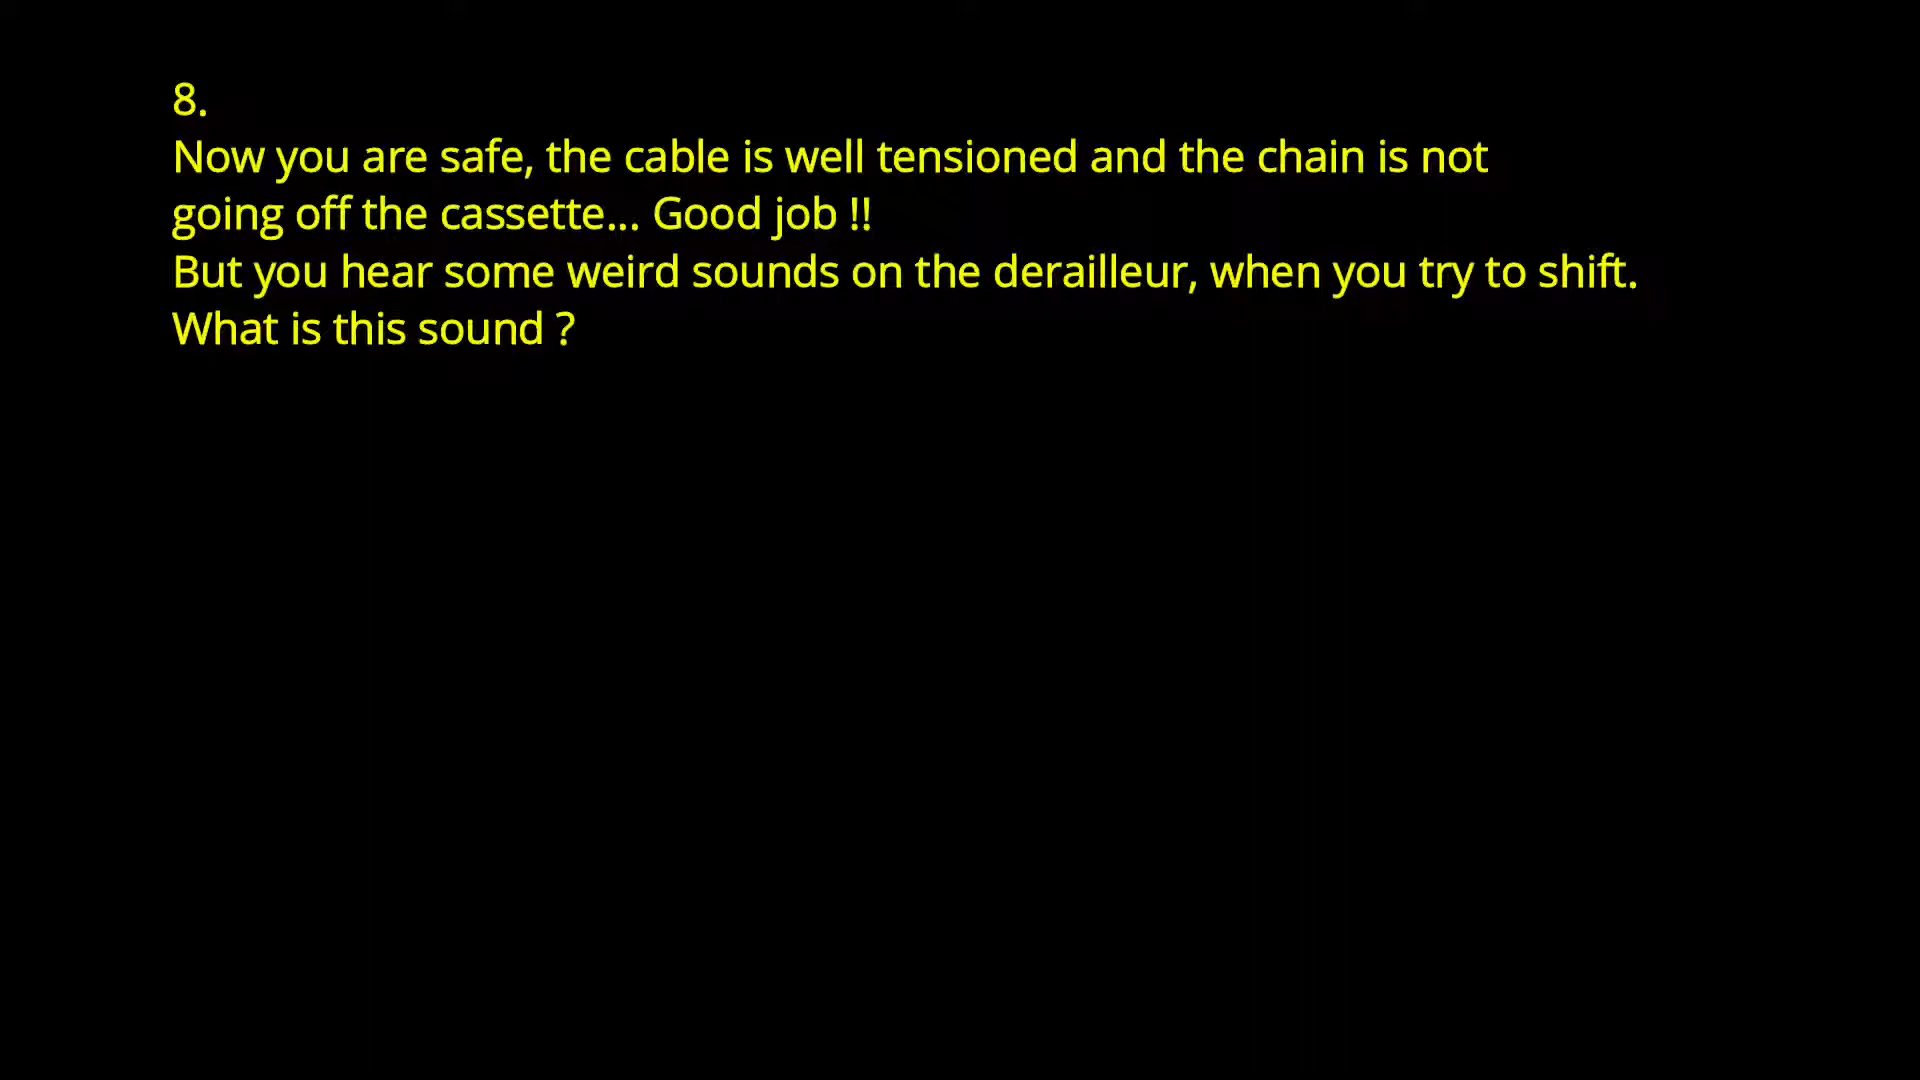 8.
Now you are safe, the cable is well tensioned and the chain is not
going off the cassette... Good job !!
But you hear some weird sounds on the derailleur, when you try to shift.
What is this sound ?